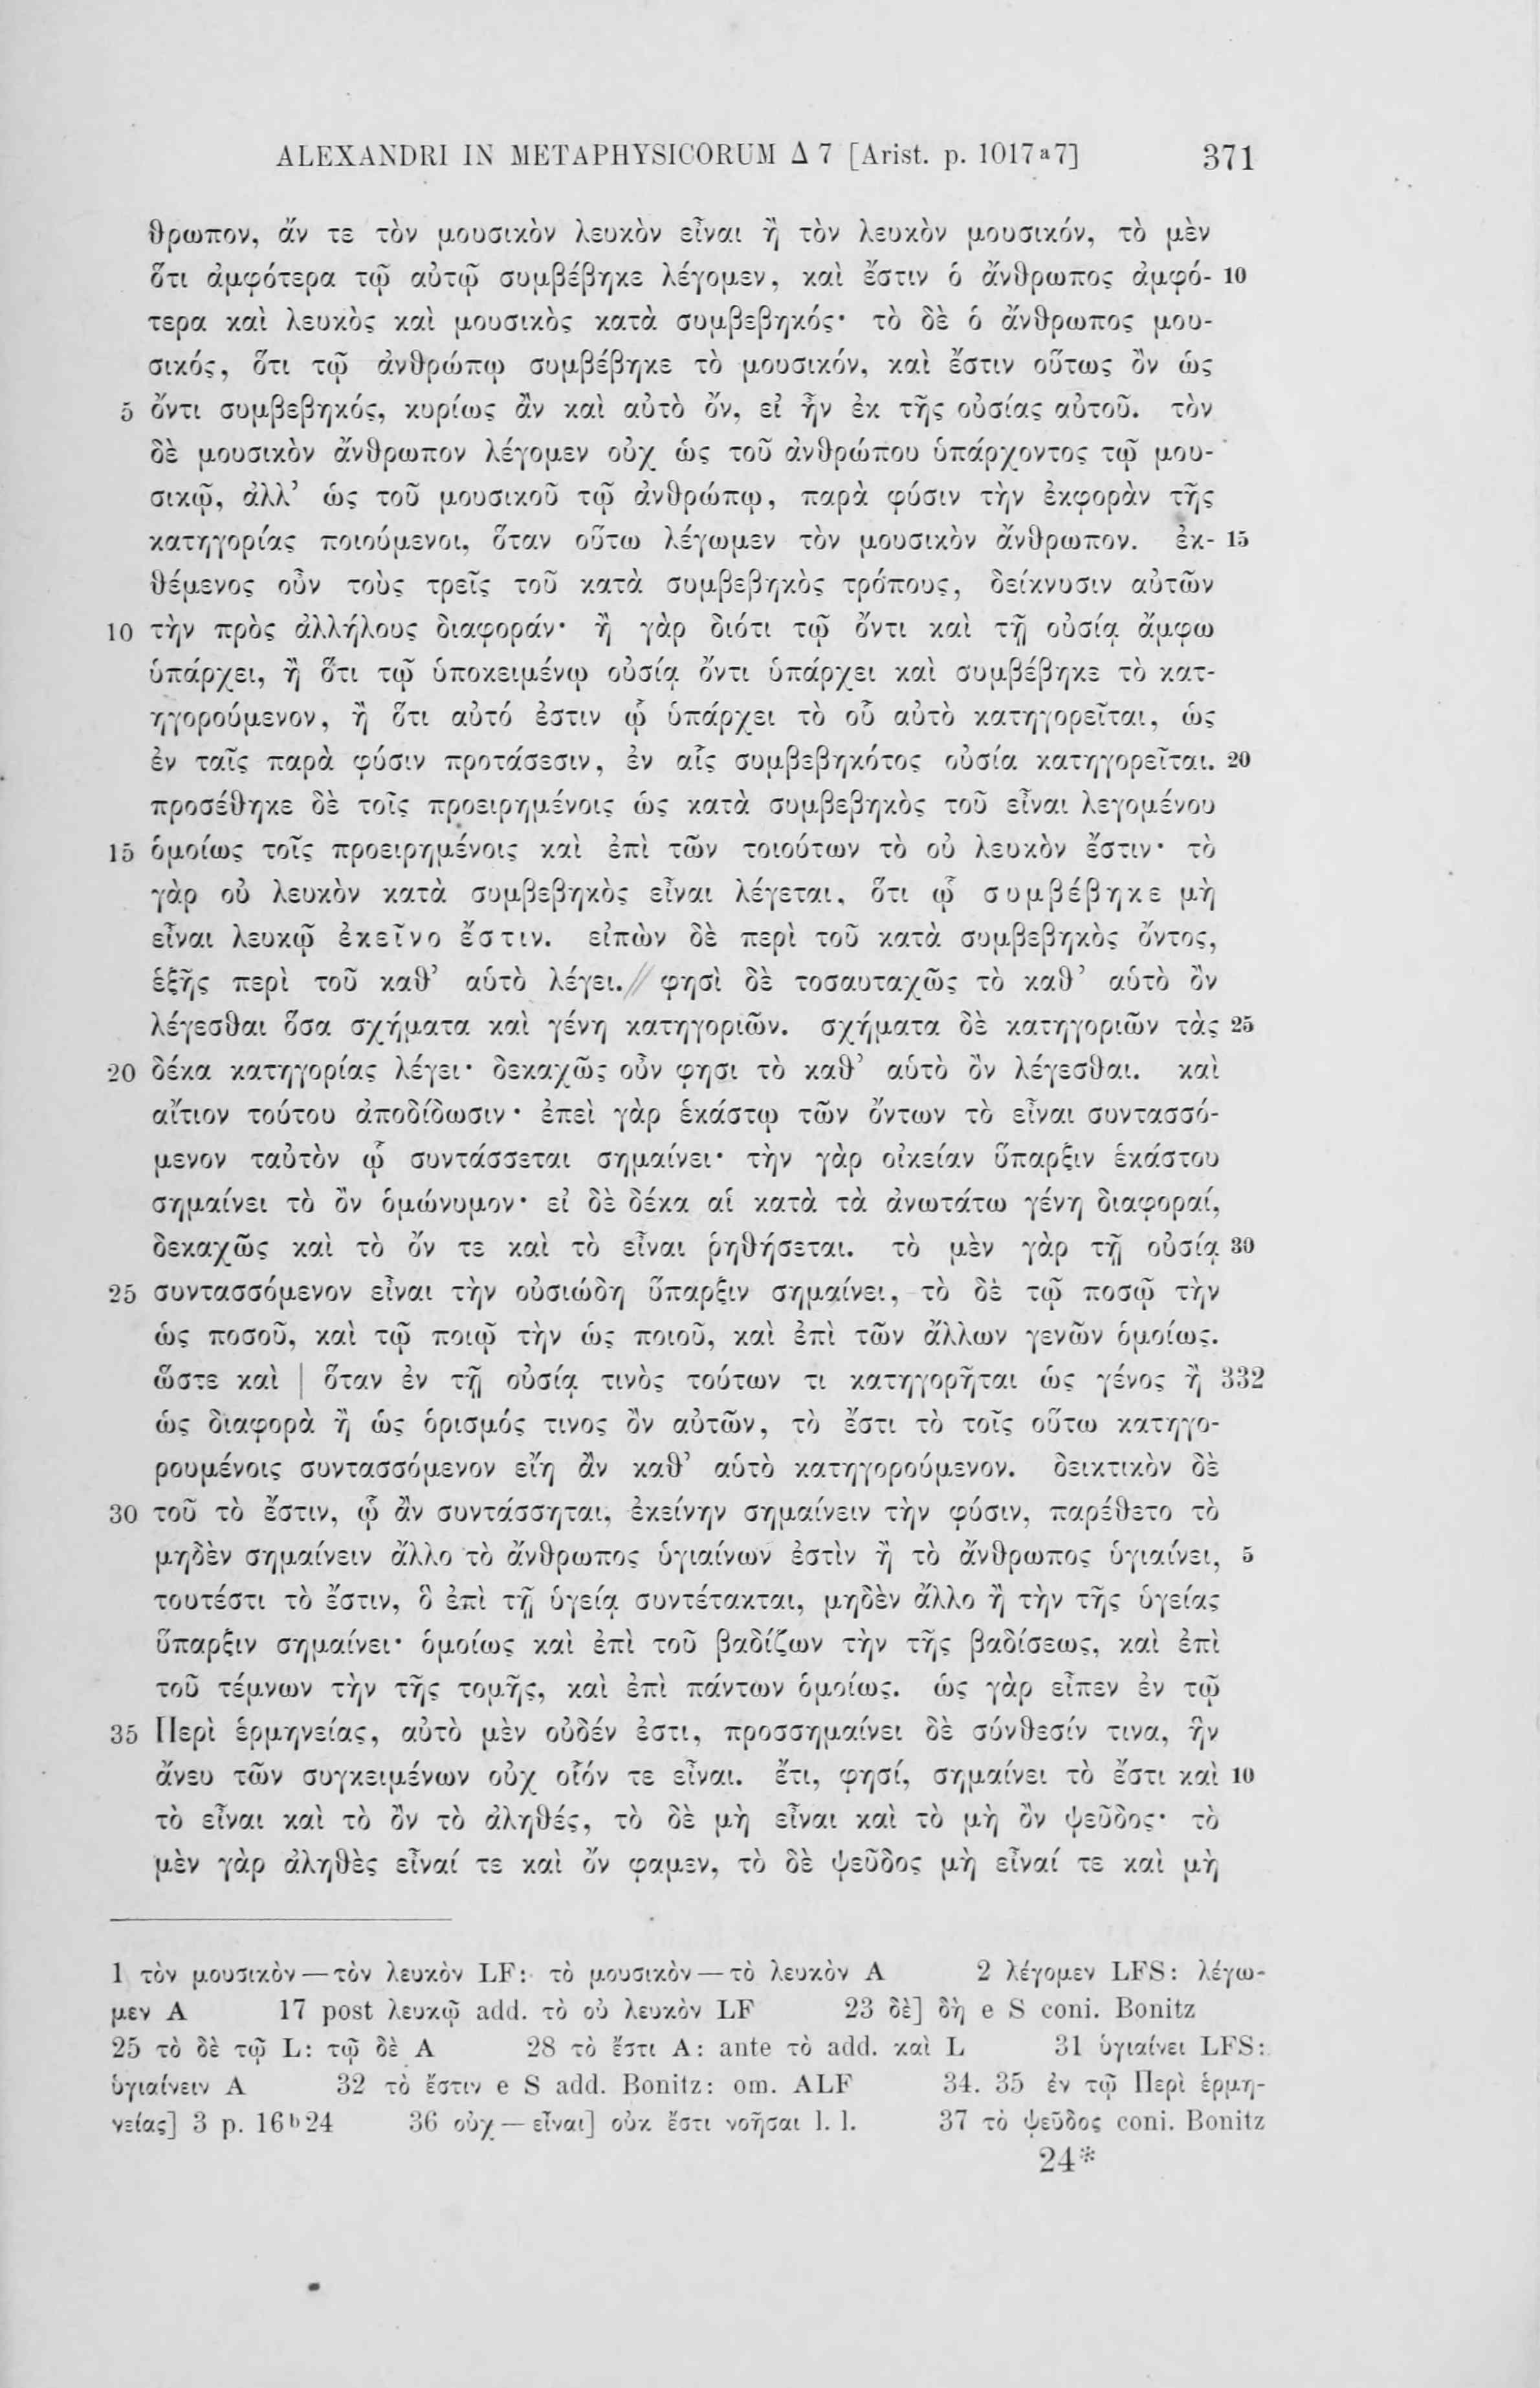 ALEXANDRI IN METAPHYSICORUM Δ 7 [Arist. p. 1017ᵃ7] 371
θρωπον, ἄν τε τὸν μουσικὸν λευκὸν εἶναι ἢ τὸν λευκὸν μουσικόν, τὸ μὲν
ὅτι ἀμφότερα τῷ αὐτῷ συμβέβηκε λέγομεν, καὶ ἔστιν ὁ ἄνθρωπος ἀμφό- 10
τερα καὶ λευκὸς καὶ μουσικὸς κατὰ συμβεβηκός· τὸ δὲ ὁ ἄνθρωπος μου-
σικός, ὅτι τῷ ἀνθρώπῳ συμβέβηκε τὸ μουσικόν, καὶ ἔστιν οὕτως ὂν ὡς
5 ὄντι συμβεβηκός, κυρίως ἂν καὶ αὐτὸ ὄν, εἰ ἦν ἐκ τῆς οὐσίας αὐτοῦ. τὸν
δὲ μουσικὸν ἄνθρωπον λέγομεν οὐχ ὡς τοῦ ἀνθρώπου ὑπάρχοντος τῷ μου-
σικῷ, ἀλλ’ ὡς τοῦ μουσικοῦ τῷ ἀνθρώπῳ, παρὰ φύσιν τὴν ἐκφορὰν τῆς
κατηγορίας ποιούμενοι, ὅταν οὕτω λέγωμεν τὸν μουσικὸν ἄνθρωπον. ἐκ- 15
θέμενος οὖν τοὺς τρεῖς τοῦ κατὰ συμβεβηκὸς τρόπους, δείκνυσιν αὐτῶν
10 τὴν πρὸς ἀλλήλους διαφοράν· ἢ γὰρ διότι τῷ ὄντι καὶ τῇ οὐσίᾳ ἄμφω
ὑπάρχει, ἢ ὅτι τῷ ὑποκειμένῳ οὐσίᾳ ὄντι ὑπάρχει καὶ συμβέβηκε τὸ κατ-
ηγορούμενον, ἢ ὅτι αὐτό ἐστιν ᾧ ὑπάρχει τὸ οὗ αὐτὸ κατηγορεῖται, ὡς
ἐν ταῖς παρὰ φύσιν προτάσεσιν, ἐν αἷς συμβεβηκότος οὐσία κατηγορεῖται. 20
προσέθηκε δὲ τοῖς προειρημένοις ὡς κατὰ συμβεβηκὸς τοῦ εἶναι λεγομένου
15 ὁμοίως τοῖς προειρημένοις καὶ ἐπὶ τῶν τοιούτων τὸ οὐ λευκὸν ἔστιν· τὸ
γὰρ οὐ λευκὸν κατὰ συμβεβηκὸς εἶναι λέγεται, ὅτι ᾧ συμβέβηκε μὴ
εἶναι λευκῷ ἐκεῖνο ἔστιν. εἰπὼν δὲ περὶ τοῦ κατὰ συμβεβηκὸς ὄντος,
ἑξῆς περὶ τοῦ καθ’ αὑτὸ λέγει.// φησὶ δὲ τοσαυταχῶς τὸ καθ’ αὑτὸ ὂν
λέγεσθαι ὅσα σχήματα καὶ γένη κατηγοριῶν. σχήματα δὲ κατηγοριῶν τὰς 25
20 δέκα κατηγορίας λέγει· δεκαχῶς οὖν φησι τὸ καθ’ αὑτὸ ὂν λέγεσθαι. καὶ
αἴτιον τούτου ἀποδίδωσιν· ἐπεὶ γὰρ ἑκάστῳ τῶν ὄντων τὸ εἶναι συντασσό-
μενον ταὐτὸν ᾧ συντάσσεται σημαίνει· τὴν γὰρ οἰκείαν ὕπαρξιν ἑκάστου
σημαίνει τὸ ὂν ὁμώνυμον· εἰ δὲ δέκα αἱ κατὰ τὰ ἀνωτάτω γένη διαφοραί,
δεκαχῶς καὶ τὸ ὄν τε καὶ τὸ εἶναι ῥηθήσεται. τὸ μὲν γὰρ τῇ οὐσίᾳ 30
25 συντασσόμενον εἶναι τὴν οὐσιώδη ὕπαρξιν σημαίνει, τὸ δὲ τῷ ποσῷ τὴν
ὡς ποσοῦ, καὶ τῷ ποιῷ τὴν ὡς ποιοῦ, καὶ ἐπὶ τῶν ἄλλων γενῶν ὁμοίως.
ὥστε καὶ | ὅταν ἐν τῇ οὐσίᾳ τινὸς τούτων τι κατηγορῆται ὡς γένος ἢ 332
ὡς διαφορὰ ἢ ὡς ὁρισμός τινος ὂν αὐτῶν, τὸ ἔστι τὸ τοῖς οὕτω κατηγο-
ρουμένοις συντασσόμενον εἴη ἂν καθ’ αὑτὸ κατηγορούμενον. δεικτικὸν δὲ
30 τοῦ τὸ ἔστιν, ᾧ ἂν συντάσσηται, ἐκείνην σημαίνειν τὴν φύσιν, παρέθετο τὸ
μηδὲν σημαίνειν ἄλλο τὸ ἄνθρωπος ὑγιαίνων ἐστὶν ἢ τὸ ἄνθρωπος ὑγιαίνει, 5
τουτέστι τὸ ἔστιν, ὃ ἐπὶ τῇ ὑγείᾳ συντέτακται, μηδὲν ἄλλο ἢ τὴν τῆς ὑγείας
ὕπαρξιν σημαίνει· ὁμοίως καὶ ἐπὶ τοῦ βαδίζων τὴν τῆς βαδίσεως, καὶ ἐπὶ
τοῦ τέμνων τὴν τῆς τομῆς, καὶ ἐπὶ πάντων ὁμοίως. ὡς γὰρ εἶπεν ἐν τῷ
35 Περὶ ἑρμηνείας, αὐτὸ μὲν οὐδέν ἐστι, προσσημαίνει δὲ σύνθεσίν τινα, ἣν
ἄνευ τῶν συγκειμένων οὐχ οἷόν τε εἶναι. ἔτι, φησί, σημαίνει τὸ ἔστι καὶ 10
τὸ εἶναι καὶ τὸ ὂν τὸ ἀληθές, τὸ δὲ μὴ εἶναι καὶ τὸ μὴ ὂν ψεῦδος· τὸ
μὲν γὰρ ἀληθὲς εἶναί τε καὶ ὄν φαμεν, τὸ δὲ ψεῦδος μὴ εἶναί τε καὶ μὴ
1 τὸν μουσικὸν — τὸν λευκὸν LF: τὸ μουσικὸν — τὸ λευκὸν A 2 λέγομεν LFS: λέγω-
μεν A 17 post λευκῷ add. τὸ οὐ λευκὸν LF 23 δὲ] δὴ e S coni. Bonitz
25 τὸ δὲ τῷ L: τῷ δὲ A 28 τὸ ἔστι A: ante τὸ add. καὶ L 31 ὑγιαίνει LFS:
ὑγιαίνειν A 32 τὸ ἔστιν e S add. Bonitz: om. ALF 34. 35 ἐν τῷ Περὶ ἑρμη-
νείας] 3 p. 16ᵇ24 36 οὐχ — εἶναι] οὐκ ἔστι νοῆσαι l. l. 37 τὸ ψεῦδος coni. Bonitz
24*